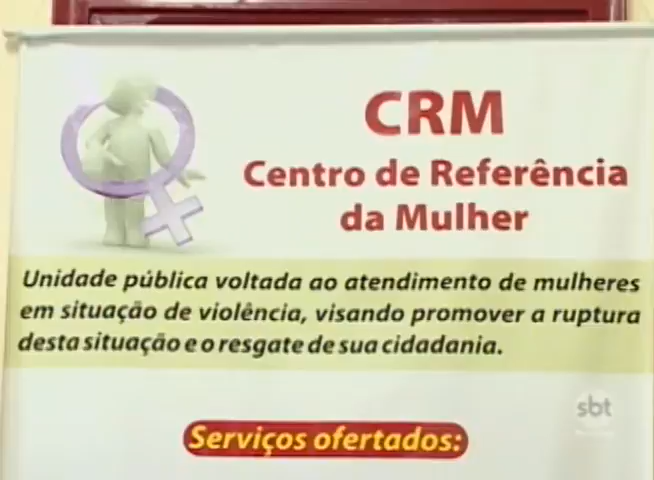 CRM
Centro de Referência
da Mulher
Unidade pública voltada ao atendimento de mulheres
em situação de violência, visando promover a ruptura
desta situação e o resgate de sua cidadania.
sbt
Serviços ofertados: